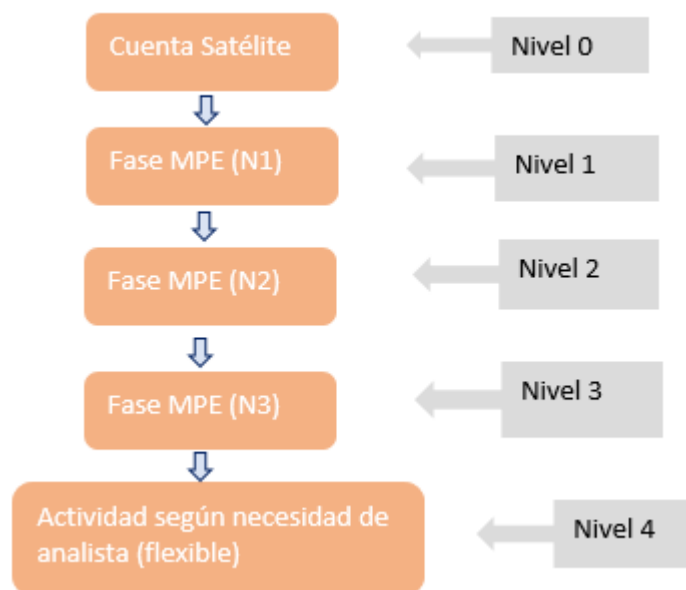 Cuenta Satélite
Nivel 0
Fase MPE (N1)
Nivel 1
Fase MPE (N2)
Nivel 2
Fase MPE (N3)
Nivel 3
Actividad según necesidad de
analista (flexible)
Nivel 4